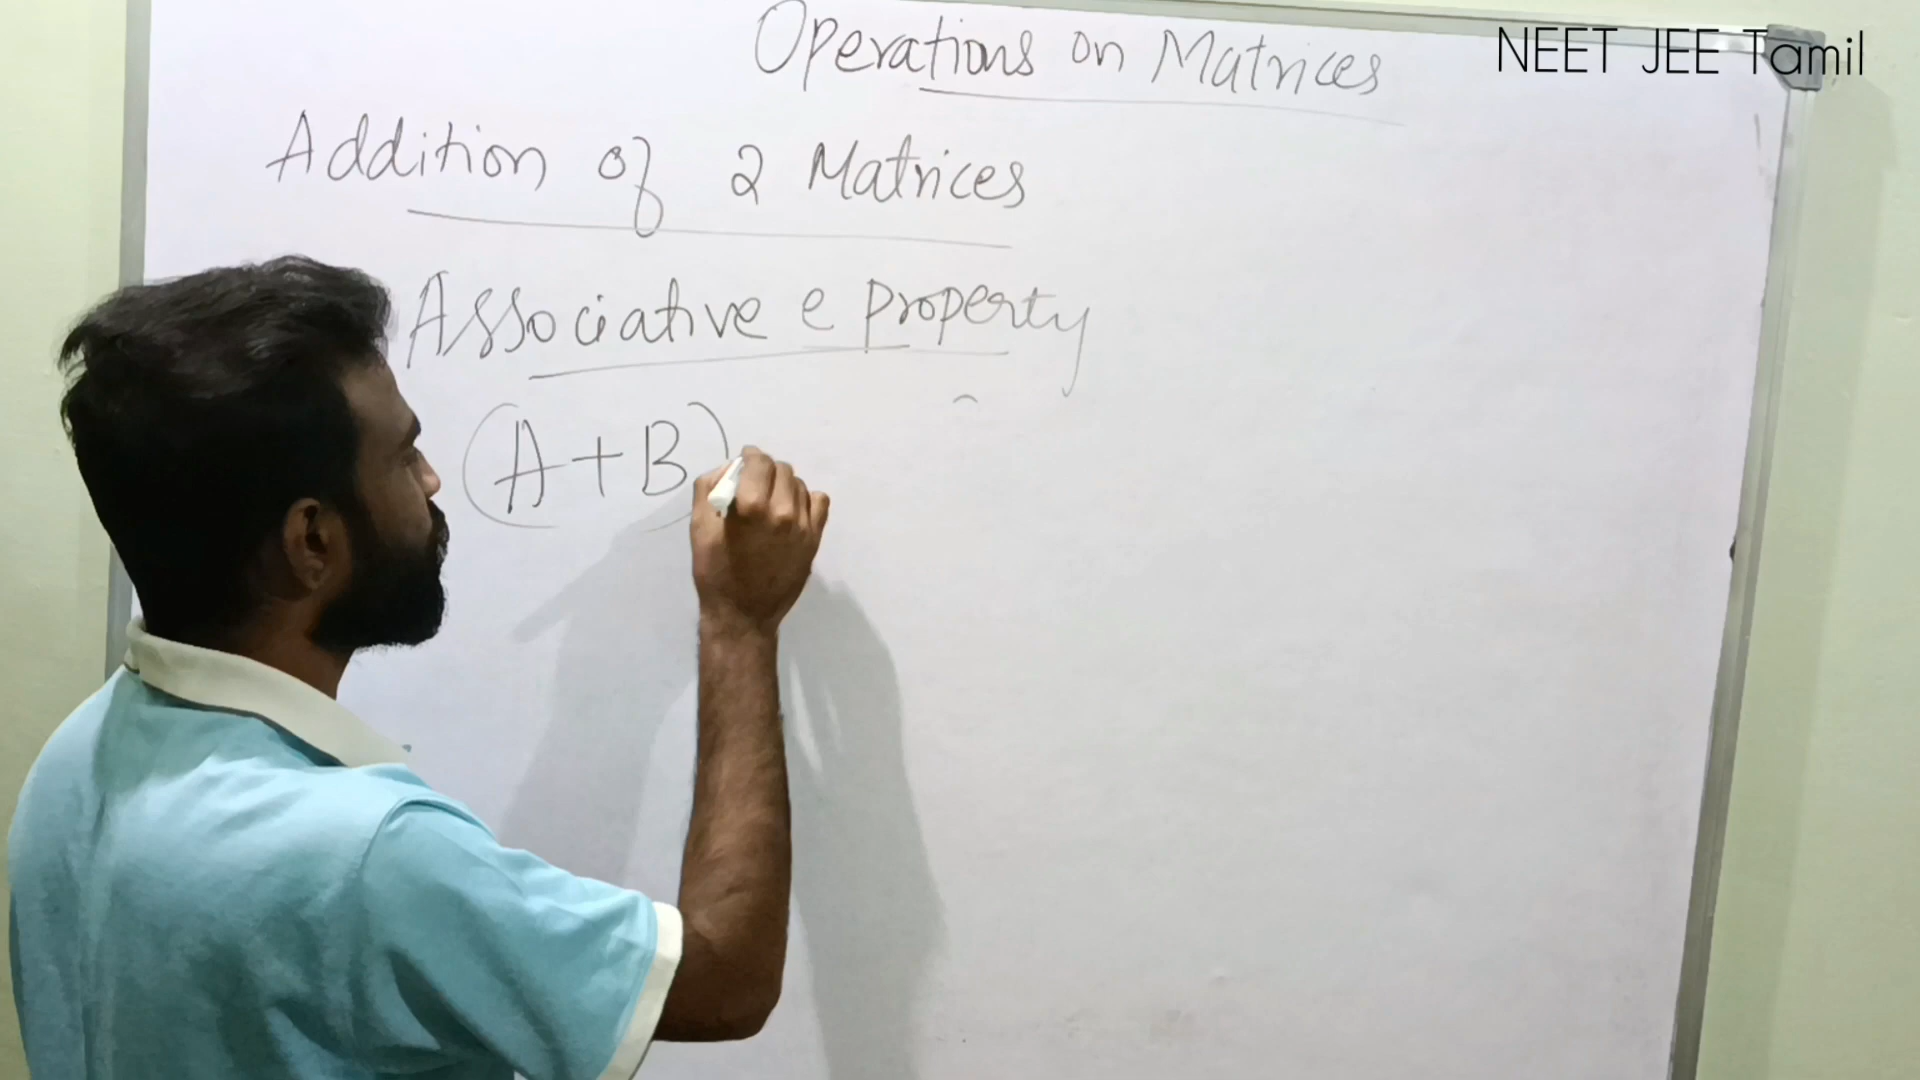 Operations on Matrices
NEET JEE Tamil
Addition of 2 Matrices
Associative e property
(A+B)